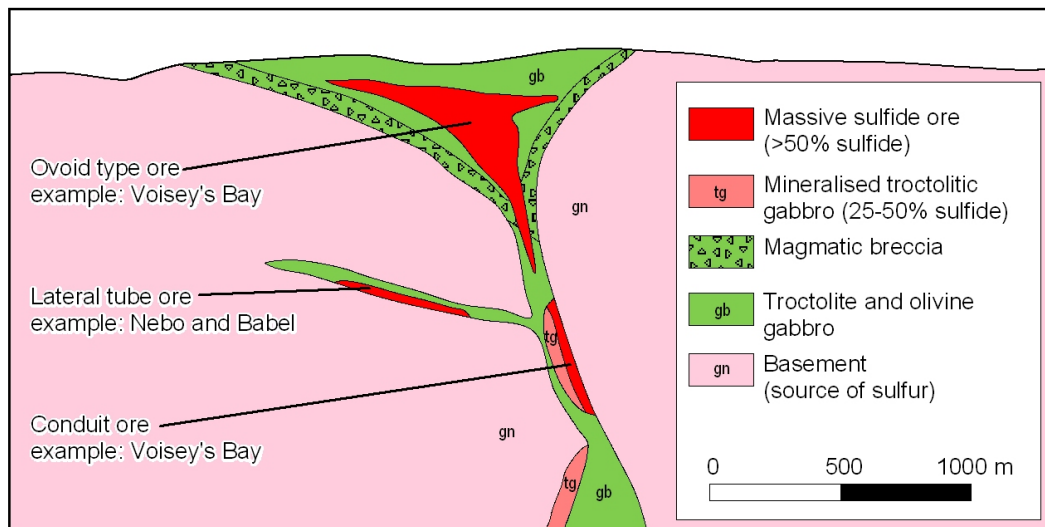 gb
Ovoid type ore
example: Voisey's Bay
gn
Lateral tube ore
example: Nebo and Babel
tg
Conduit ore
example: Voisey's Bay
gn
tg
gb
Massive sulfide ore
(>50% sulfide)
tg
Mineralised troctolitic
gabbro (25-50% sulfide)
Magmatic breccia
gb
Troctolite and olivine
gabbro
gn
Basement
(source of sulfur)
0 500 1000 m